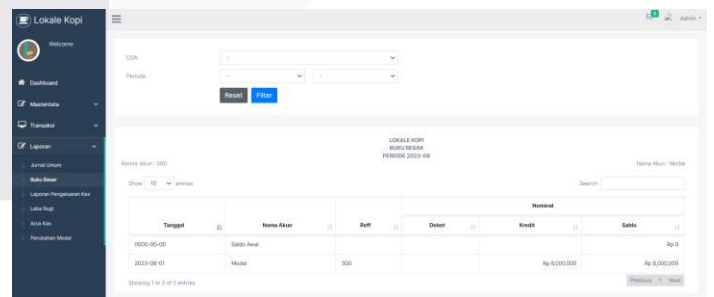 Lokale Kopi
Welcome
Dashboard
Masterdata
Transaksi
Laporan
Jurnal Umum
Buku Besar
Laporan Pengeluaran Kas
Laba Rugi
Arus Kas
Perubahan Modal
Admin
COA
-
Periode
-
-
Reset
Filter
LOKALE KOPI
BUKU BESAR
PERIODE 2023-08
Nomor Akun : 300
Nama Akun : Modal
Show 10 entries
Search:
Nominal
Tanggal Nama Akun Reff Debet Kredit Saldo
0000-00-00 Saldo Awal Rp 0
2023-08-01 Modal 300 Rp 8,000,000 Rp 8,000,000
Showing 1 to 2 of 2 entries
Previous 1 Next